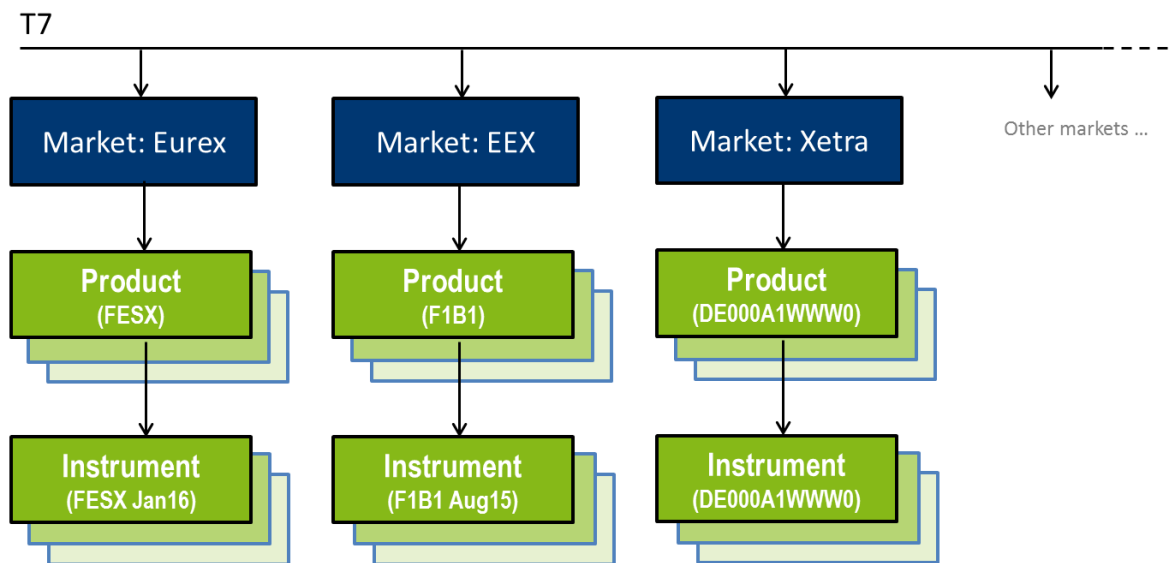 T7
Market: Eurex
Market: EEX
Market: Xetra
Other markets ...
Product
(FESX)
Product
(F1B1)
Product
(DE000A1WWW0)
Instrument
(FESX Jan16)
Instrument
(F1B1 Aug15)
Instrument
(DE000A1WWW0)